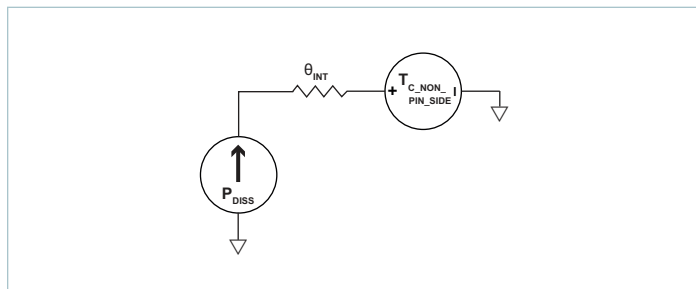 θINT
+ TC_NON_ I
PIN_SIDE
PDISS